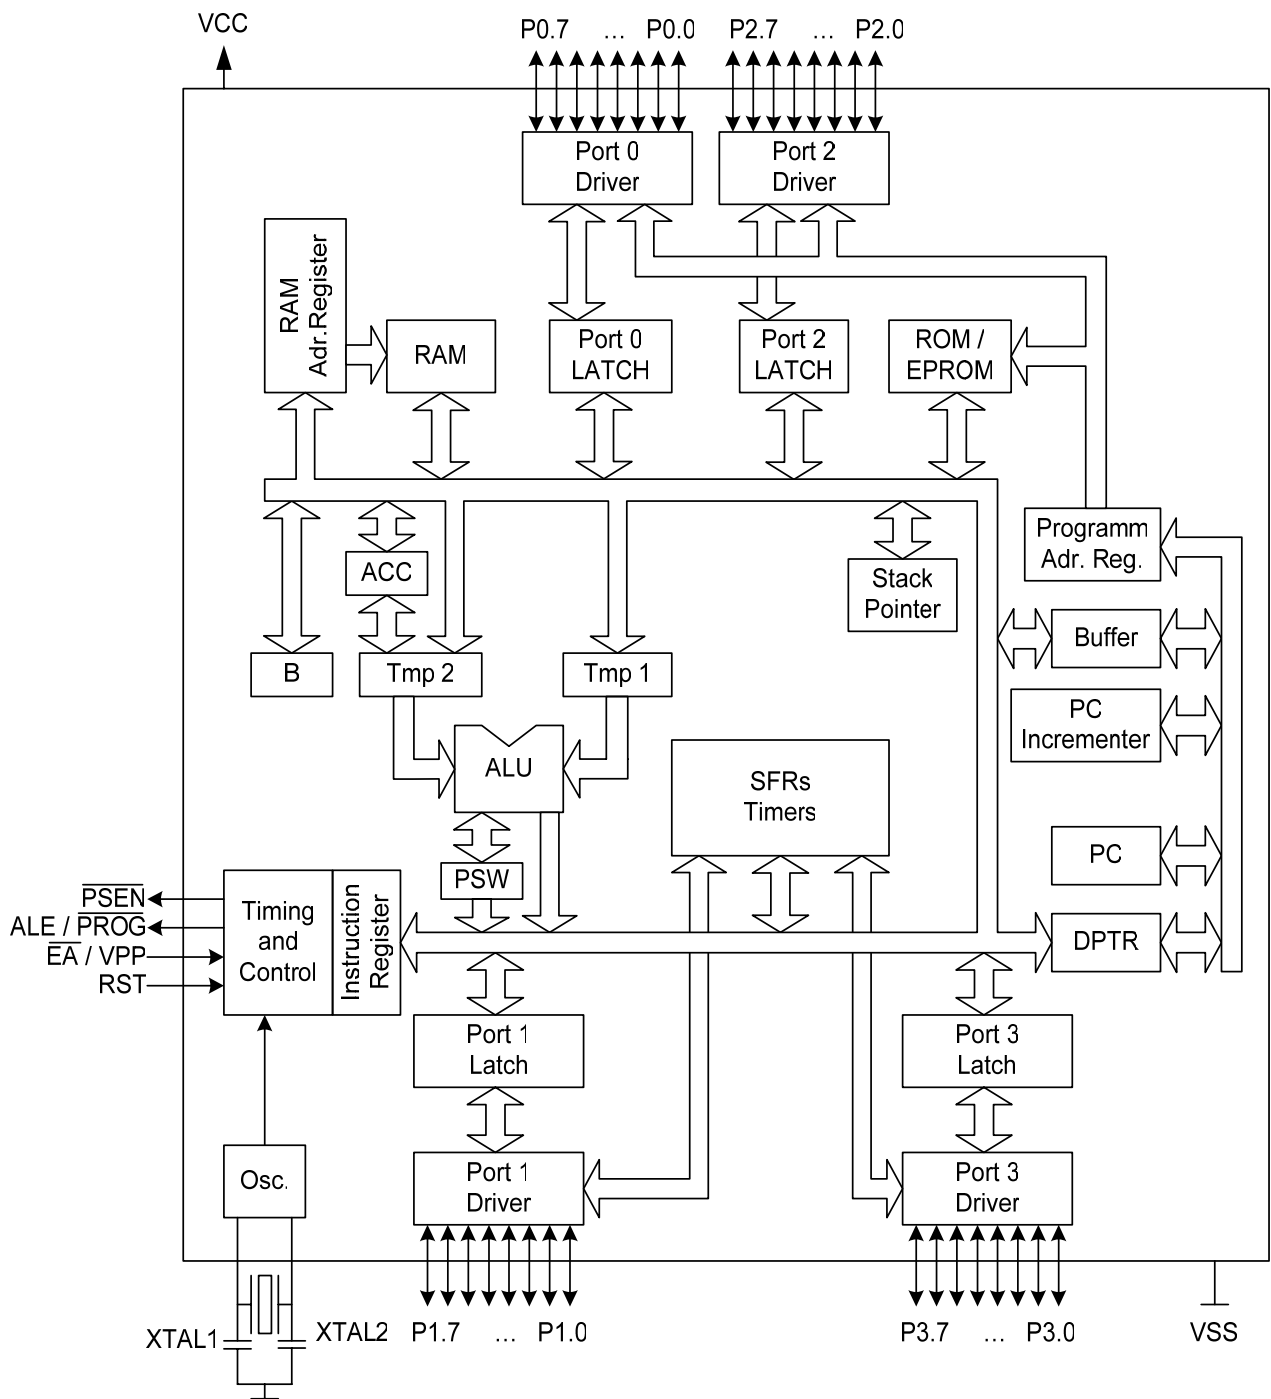 VCC
P0.7 ... P0.0
P2.7 ... P2.0
Port 0
Driver
Port 2
Driver
RAM
Adr.Register
RAM
Port 0
LATCH
Port 2
LATCH
ROM /
EPROM
Programm
Adr. Reg.
ACC
Stack
Pointer
Buffer
B
Tmp 2
Tmp 1
PC
Incrementer
ALU
SFRs
Timers
PC
PSW
PSEN
ALE / PROG
EA / VPP
RST
Timing
and
Control
Instruction
Register
DPTR
Port 1
Latch
Port 3
Latch
Osc.
Port 1
Driver
Port 3
Driver
XTAL1
XTAL2
P1.7 ... P1.0
P3.7 ... P3.0
VSS